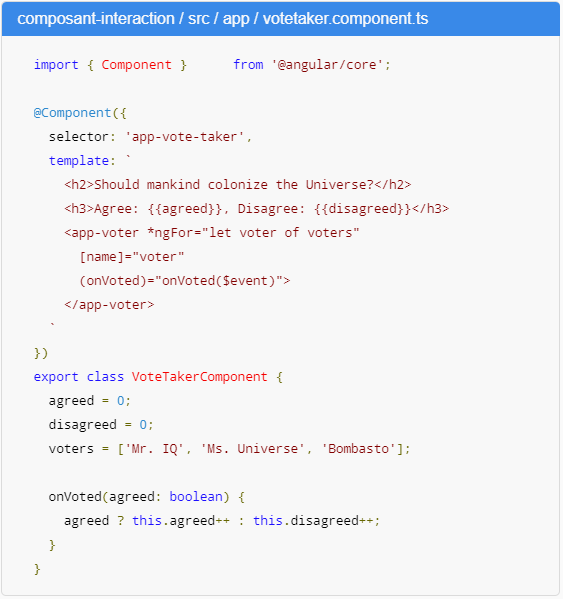 composant-interaction / src / app / votetaker.component.ts
import { Component }      from '@angular/core';
@Component({
  selector: 'app-vote-taker',
  template: `
    <h2>Should mankind colonize the Universe?</h2>
    <h3>Agree: {{agreed}}, Disagree: {{disagreed}}</h3>
    <app-voter *ngFor="let voter of voters"
      [name]="voter"
      (onVoted)="onVoted($event)">
    </app-voter>
  `
})
export class VoteTakerComponent {
  agreed = 0;
  disagreed = 0;
  voters = ['Mr. IQ', 'Ms. Universe', 'Bombasto'];
  onVoted(agreed: boolean) {
    agreed ? this.agreed++ : this.disagreed++;
  }
}